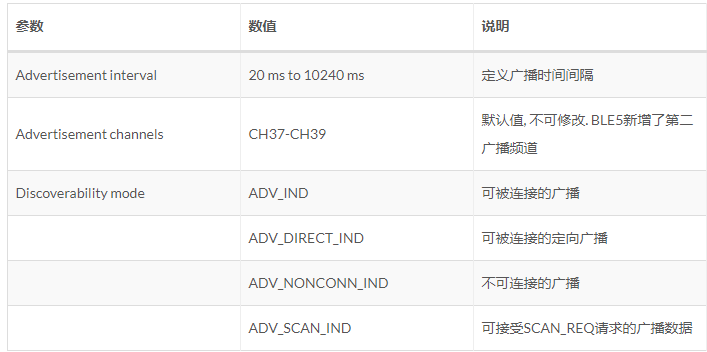 参数 数值 说明
Advertisement interval 20 ms to 10240 ms 定义广播时间间隔
Advertisement channels CH37-CH39 默认值, 不可修改. BLE5新增了第二
广播频道
Discoverability mode ADV_IND 可被连接的广播
ADV_DIRECT_IND 可被连接的定向广播
ADV_NONCONN_IND 不可连接的广播
ADV_SCAN_IND 可接受SCAN_REQ请求的广播数据